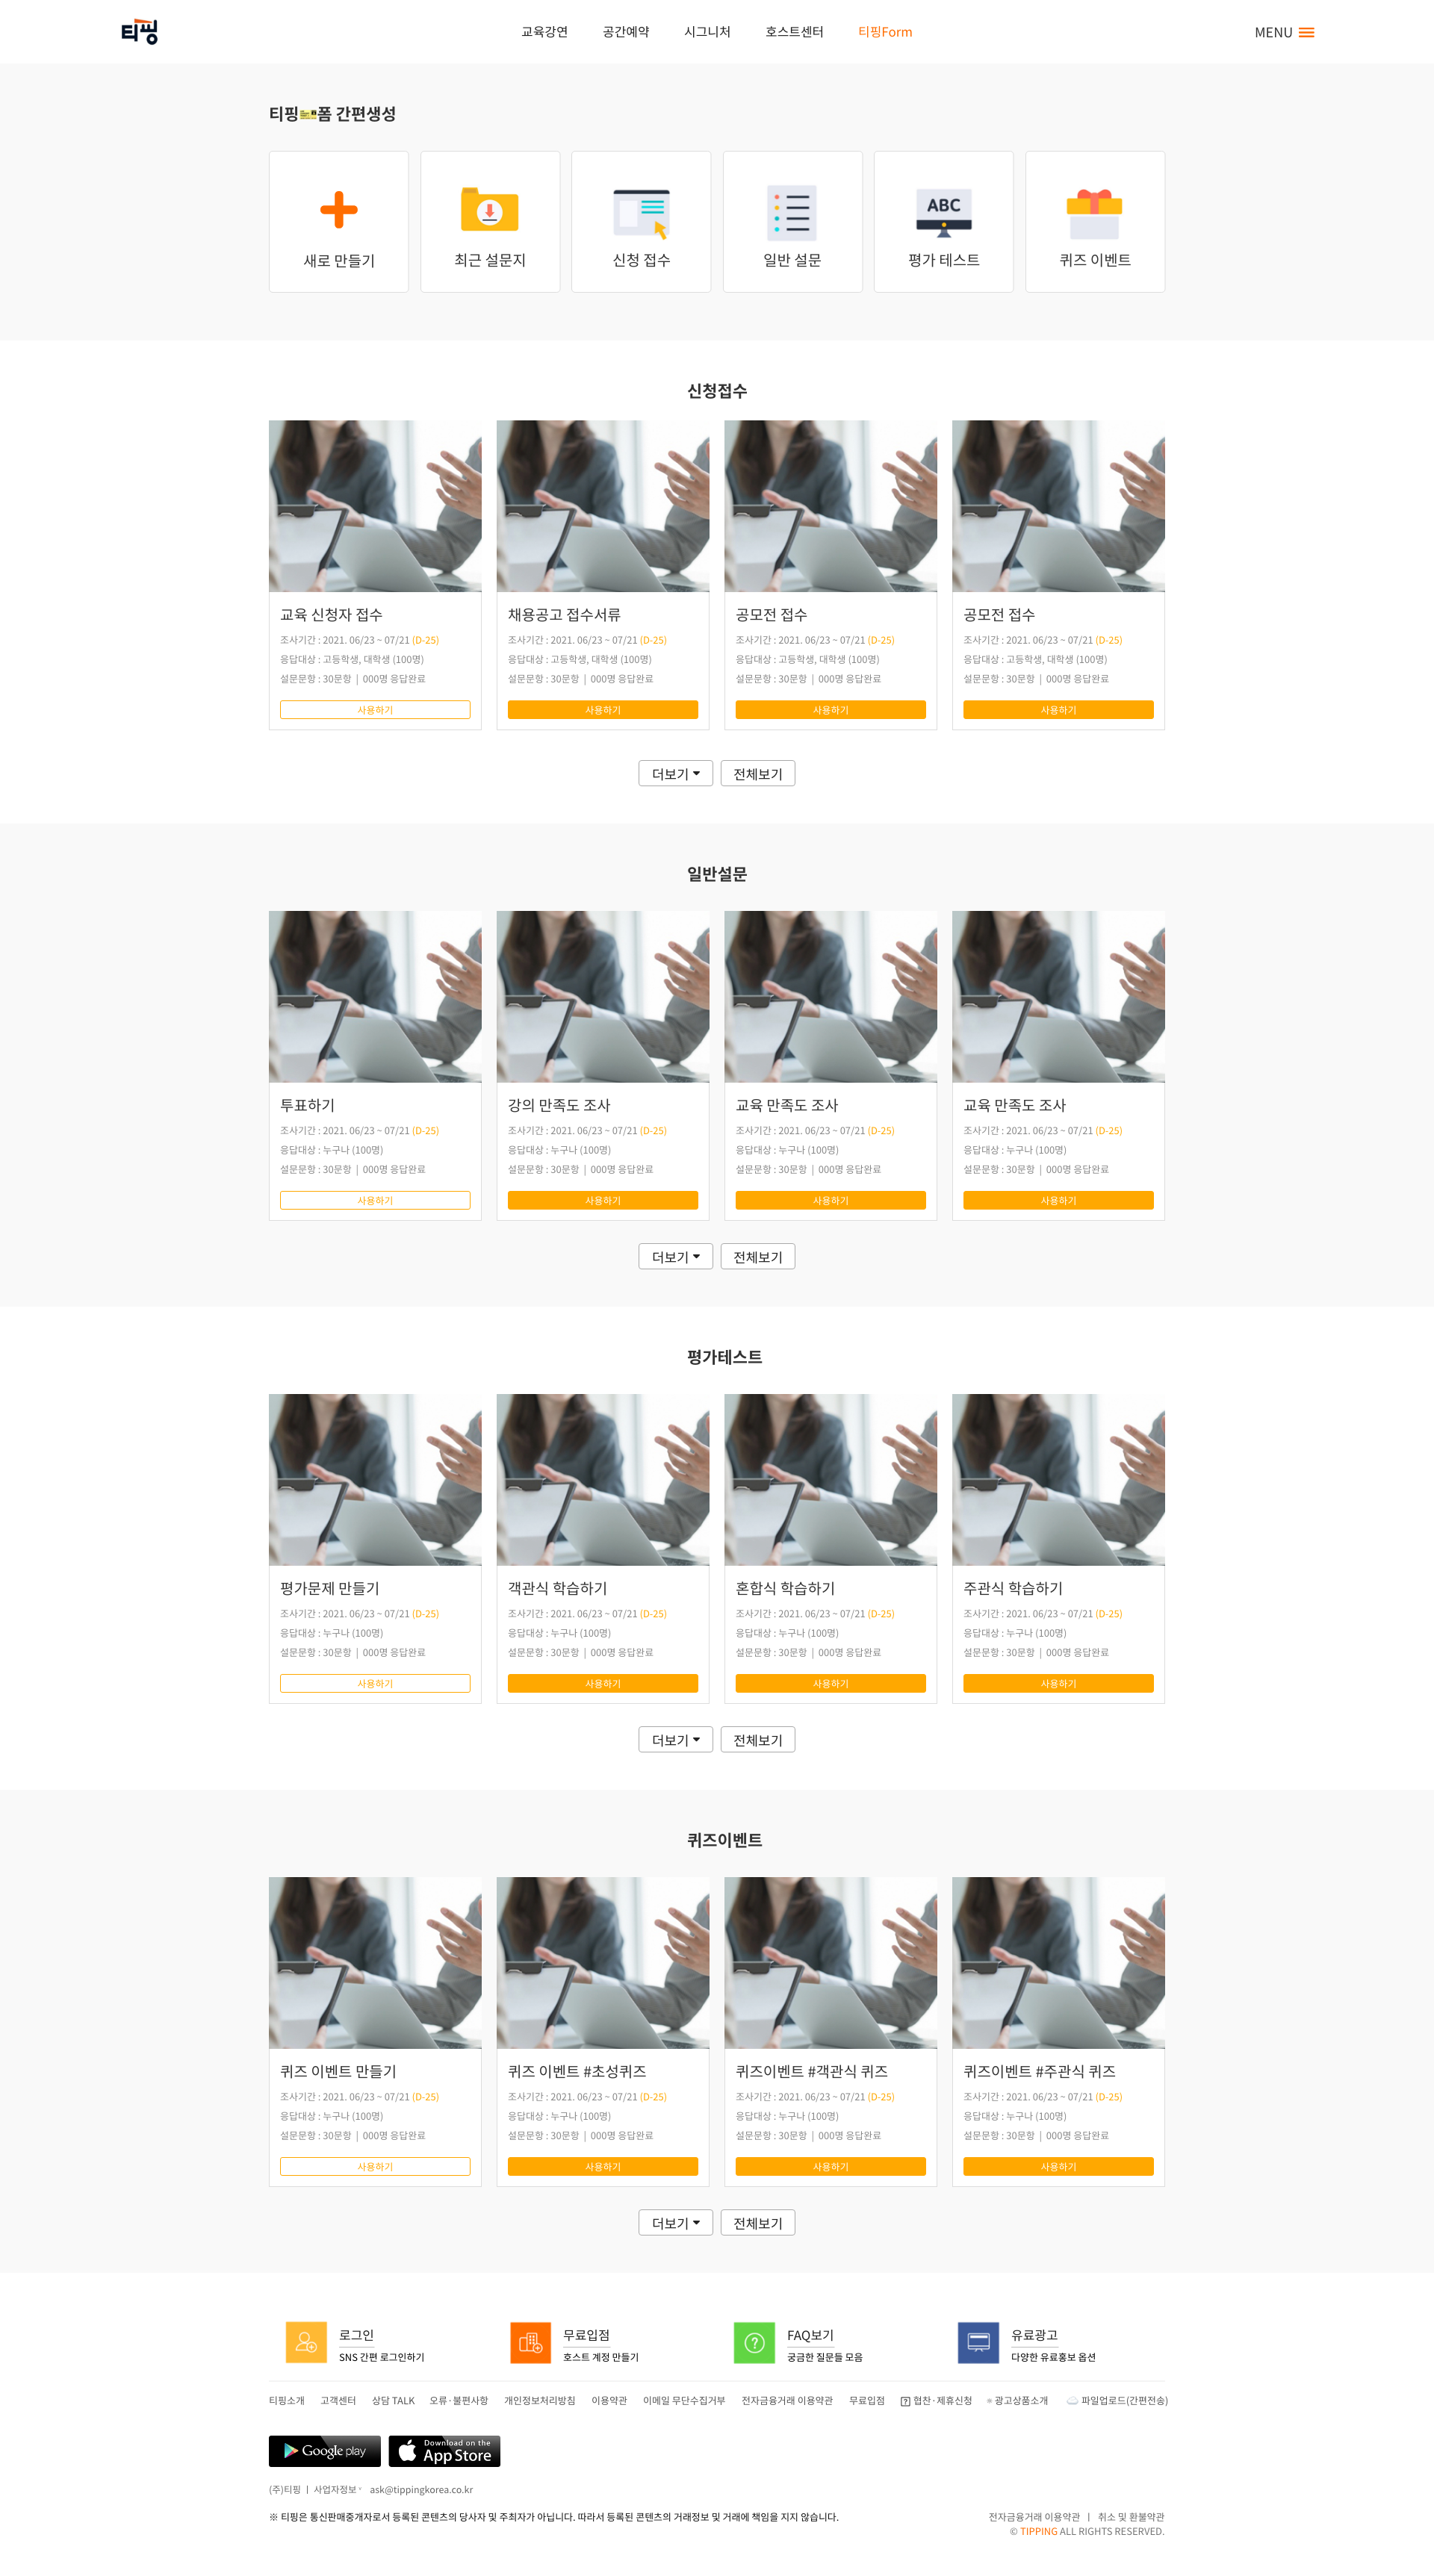 티핑
교육강연 공간예약 시그니처 호스트센터 티핑Form
MENU
티핑폼 간편생성
ABC
새로 만들기 최근 설문지 신청 접수 일반 설문 평가 테스트 퀴즈 이벤트
신청접수
교육 신청자 접수 채용공고 접수서류 공모전 접수 공모전 접수
조사기간 : 2021. 06/23 ~ 07/21 (D-25) 조사기간 : 2021. 06/23 ~ 07/21 (D-25) 조사기간 : 2021. 06/23 ~ 07/21 (D-25) 조사기간 : 2021. 06/23 ~ 07/21 (D-25)
응답대상 : 고등학생, 대학생 (100명) 응답대상 : 고등학생, 대학생 (100명) 응답대상 : 고등학생, 대학생 (100명) 응답대상 : 고등학생, 대학생 (100명)
설문문항 : 30문항 | 000명 응답완료 설문문항 : 30문항 | 000명 응답완료 설문문항 : 30문항 | 000명 응답완료 설문문항 : 30문항 | 000명 응답완료
사용하기 사용하기 사용하기 사용하기
더보기 전체보기
일반설문
투표하기 강의 만족도 조사 교육 만족도 조사 교육 만족도 조사
조사기간 : 2021. 06/23 ~ 07/21 (D-25) 조사기간 : 2021. 06/23 ~ 07/21 (D-25) 조사기간 : 2021. 06/23 ~ 07/21 (D-25) 조사기간 : 2021. 06/23 ~ 07/21 (D-25)
응답대상 : 누구나 (100명) 응답대상 : 누구나 (100명) 응답대상 : 누구나 (100명) 응답대상 : 누구나 (100명)
설문문항 : 30문항 | 000명 응답완료 설문문항 : 30문항 | 000명 응답완료 설문문항 : 30문항 | 000명 응답완료 설문문항 : 30문항 | 000명 응답완료
사용하기 사용하기 사용하기 사용하기
더보기 전체보기
평가테스트
평가문제 만들기 객관식 학습하기 혼합식 학습하기 주관식 학습하기
조사기간 : 2021. 06/23 ~ 07/21 (D-25) 조사기간 : 2021. 06/23 ~ 07/21 (D-25) 조사기간 : 2021. 06/23 ~ 07/21 (D-25) 조사기간 : 2021. 06/23 ~ 07/21 (D-25)
응답대상 : 누구나 (100명) 응답대상 : 누구나 (100명) 응답대상 : 누구나 (100명) 응답대상 : 누구나 (100명)
설문문항 : 30문항 | 000명 응답완료 설문문항 : 30문항 | 000명 응답완료 설문문항 : 30문항 | 000명 응답완료 설문문항 : 30문항 | 000명 응답완료
사용하기 사용하기 사용하기 사용하기
더보기 전체보기
퀴즈이벤트
퀴즈 이벤트 만들기 퀴즈 이벤트 #초성퀴즈 퀴즈이벤트 #객관식 퀴즈 퀴즈이벤트 #주관식 퀴즈
조사기간 : 2021. 06/23 ~ 07/21 (D-25) 조사기간 : 2021. 06/23 ~ 07/21 (D-25) 조사기간 : 2021. 06/23 ~ 07/21 (D-25) 조사기간 : 2021. 06/23 ~ 07/21 (D-25)
응답대상 : 누구나 (100명) 응답대상 : 누구나 (100명) 응답대상 : 누구나 (100명) 응답대상 : 누구나 (100명)
설문문항 : 30문항 | 000명 응답완료 설문문항 : 30문항 | 000명 응답완료 설문문항 : 30문항 | 000명 응답완료 설문문항 : 30문항 | 000명 응답완료
사용하기 사용하기 사용하기 사용하기
더보기 전체보기
로그인 무료입점 FAQ보기 유료광고
SNS 간편 로그인하기 호스트 계정 만들기 궁금한 질문들 모음 다양한 유료홍보 옵션
티핑소개 고객센터 상담 TALK 오류·불편사항 개인정보처리방침 이용약관 이메일 무단수집거부 전자금융거래 이용약관 무료입점 협찬·제휴신청 광고상품소개 파일업로드(간편전송)
Google play Download on the
App Store
(주)티핑 | 사업자정보 ask@tippingkorea.co.kr
※ 티핑은 통신판매중개자로서 등록된 콘텐츠의 당사자 및 주최자가 아닙니다. 따라서 등록된 콘텐츠의 거래정보 및 거래에 책임을 지지 않습니다. 전자금융거래 이용약관 | 취소 및 환불약관
© TIPPING ALL RIGHTS RESERVED.